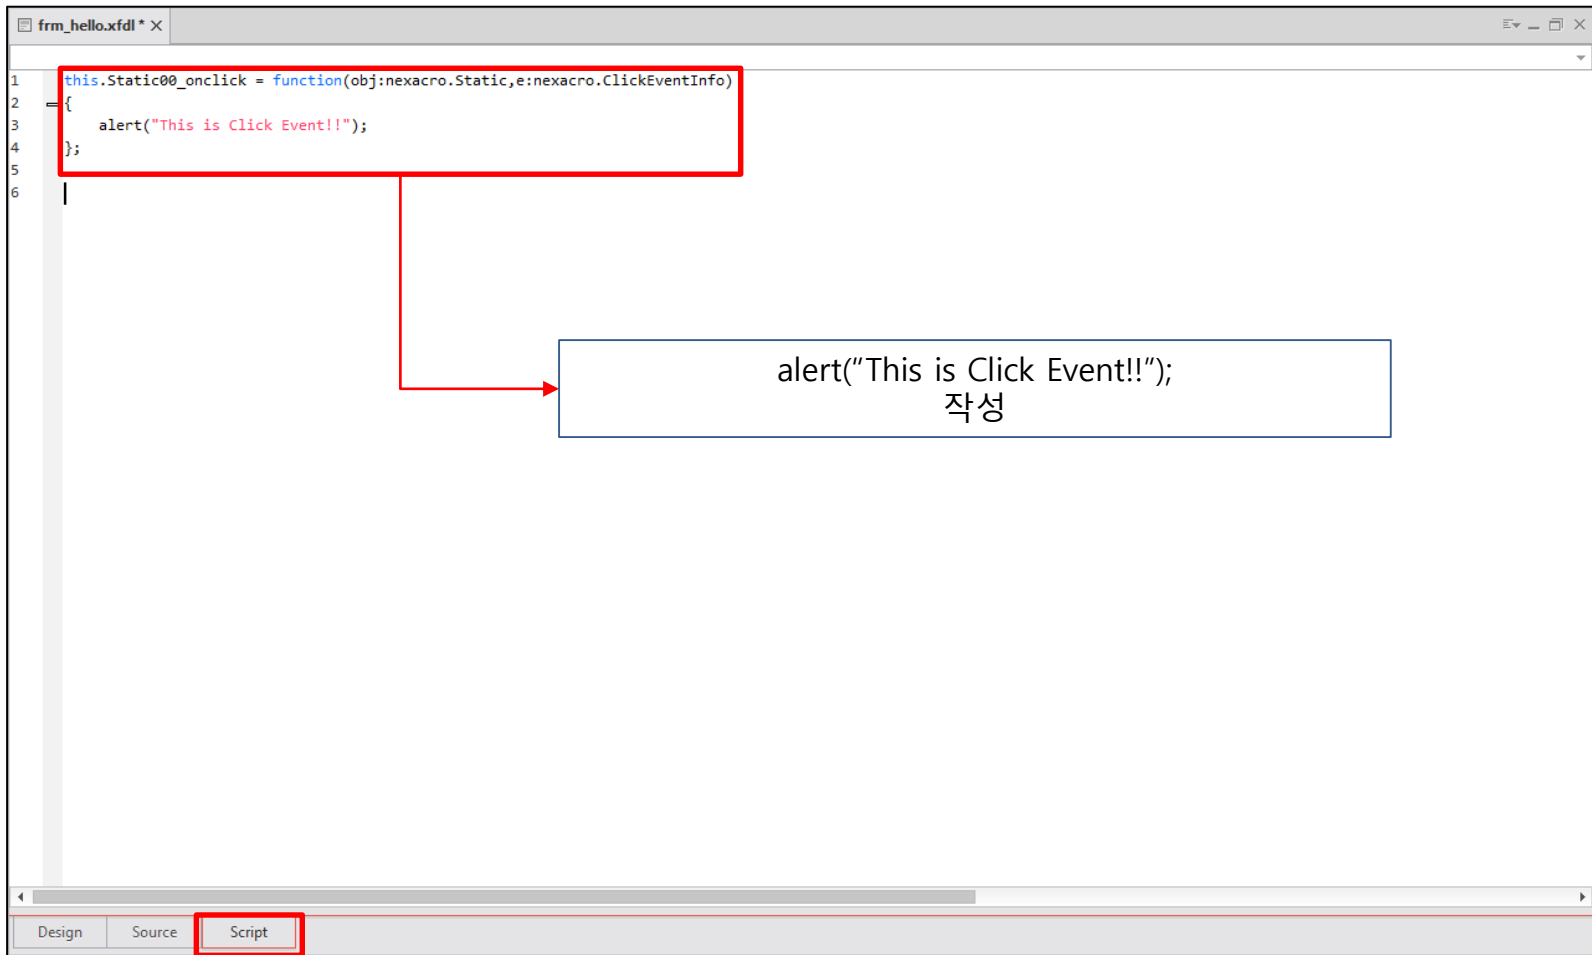 frm_hello.xfdl *
1 this.Static00_onclick = function(obj:nexacro.Static,e:nexacro.ClickEventInfo)
2 {
3 alert("This is Click Event!!");
4 };
5
6
alert("This is Click Event!!");
작성
Design Source Script